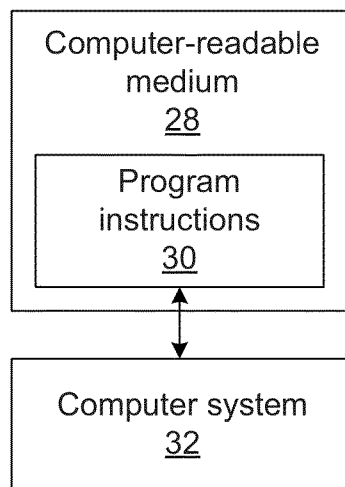 Computer-readable
medium
28
Program
instructions
30
Computer system
32